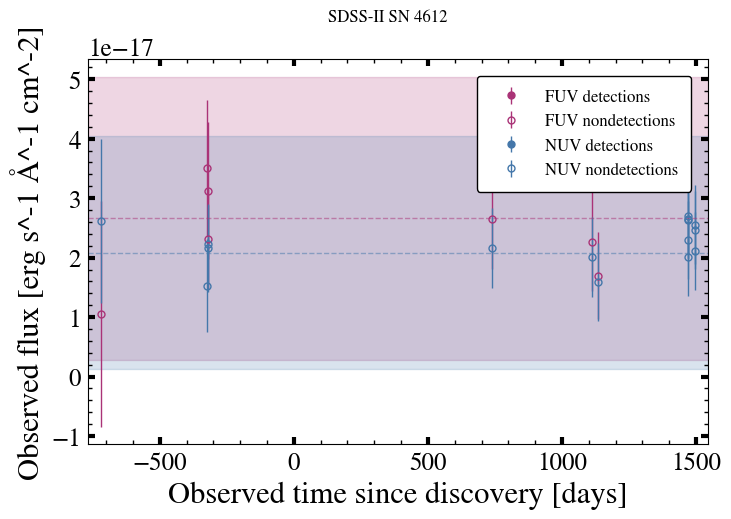 SDSS-II SN 4612
1e−17
5
4
3
2
1
0
−1
Observed flux [erg s^-1 Å^-1 cm^-2]
FUV detections
FUV nondetections
NUV detections
NUV nondetections
−500
0
500
1000
1500
Observed time since discovery [days]